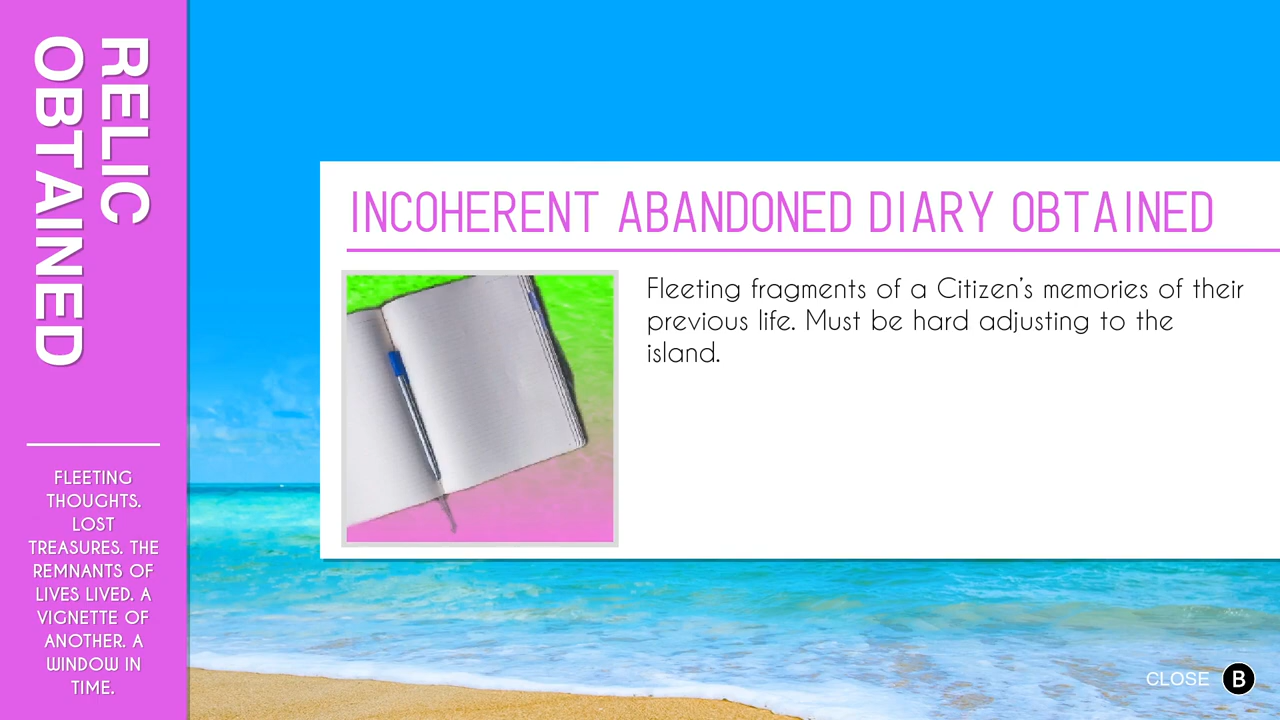 RELIC
OBTAINED
FLEETING
THOUGHTS.
LOST
TREASURES. THE
REMNANTS OF
LIVES LIVED. A
VIGNETTE OF
ANOTHER. A
WINDOW IN
TIME.
INCOHERENT ABANDONED DIARY OBTAINED
Fleeting fragments of a Citizen's memories of their
previous life. Must be hard adjusting to the
island.
CLOSE B